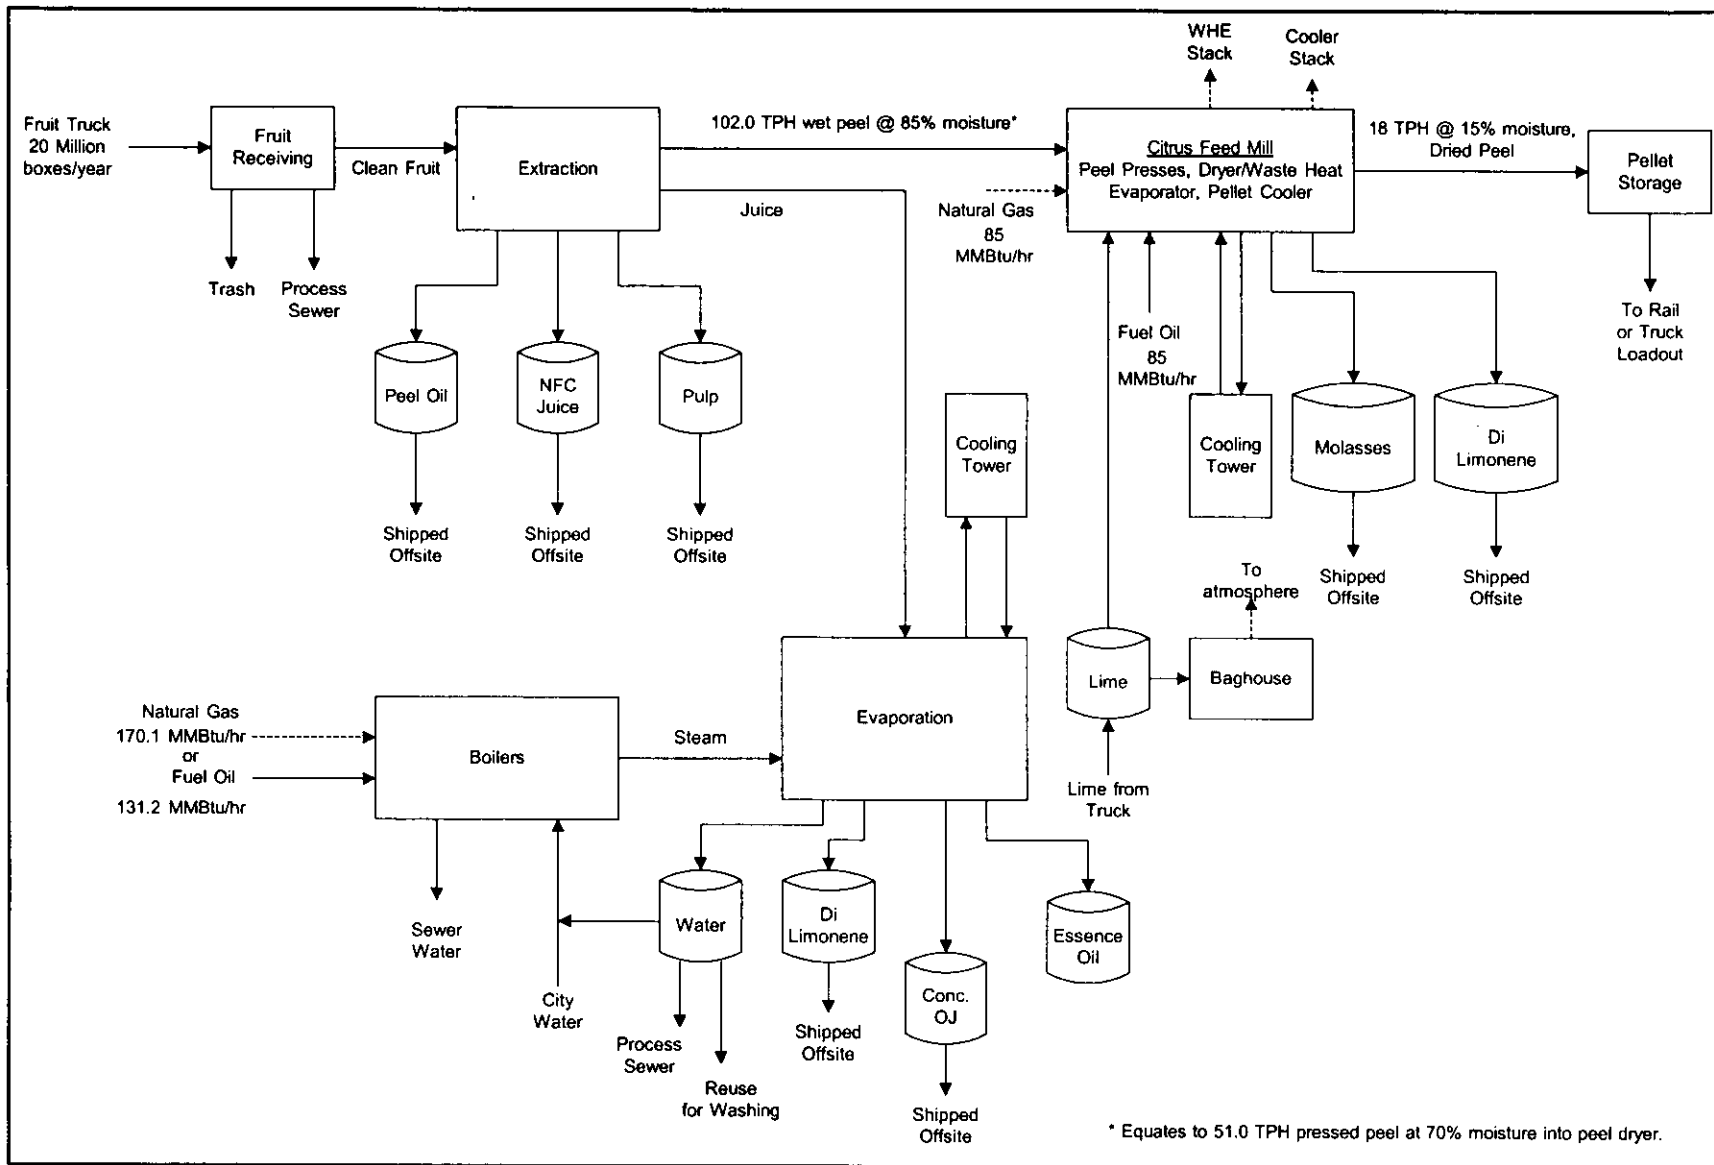 WHE
Stack
Cooler
Stack
Fruit Truck
20 Million
boxes/year
Fruit
Receiving
Clean Fruit
Extraction
102.0 TPH wet peel @ 85% moisture*
Juice
Citrus Feed Mill
Peel Presses, Dryer/Waste Heat
Evaporator, Pellet Cooler
18 TPH @ 15% moisture,
Dried Peel
Pellet
Storage
Natural Gas
85
MMBtu/hr
Trash
Process
Sewer
Fuel Oil
85
MMBtu/hr
To Rail
or Truck
Loadout
Peel Oil
NFC
Juice
Pulp
Cooling
Tower
Cooling
Tower
Molasses
Di
Limonene
Shipped
Offsite
Shipped
Offsite
Shipped
Offsite
To
atmosphere
Shipped
Offsite
Shipped
Offsite
Lime
Baghouse
Natural Gas
170.1 MMBtu/hr
or
Fuel Oil
131.2 MMBtu/hr
Boilers
Steam
Evaporation
Lime from
Truck
Sewer
Water
City
Water
Water
Di
Limonene
Essence
Oil
Conc.
OJ
Process
Sewer
Reuse
for Washing
Shipped
Offsite
Shipped
Offsite
* Equates to 51.0 TPH pressed peel at 70% moisture into peel dryer.